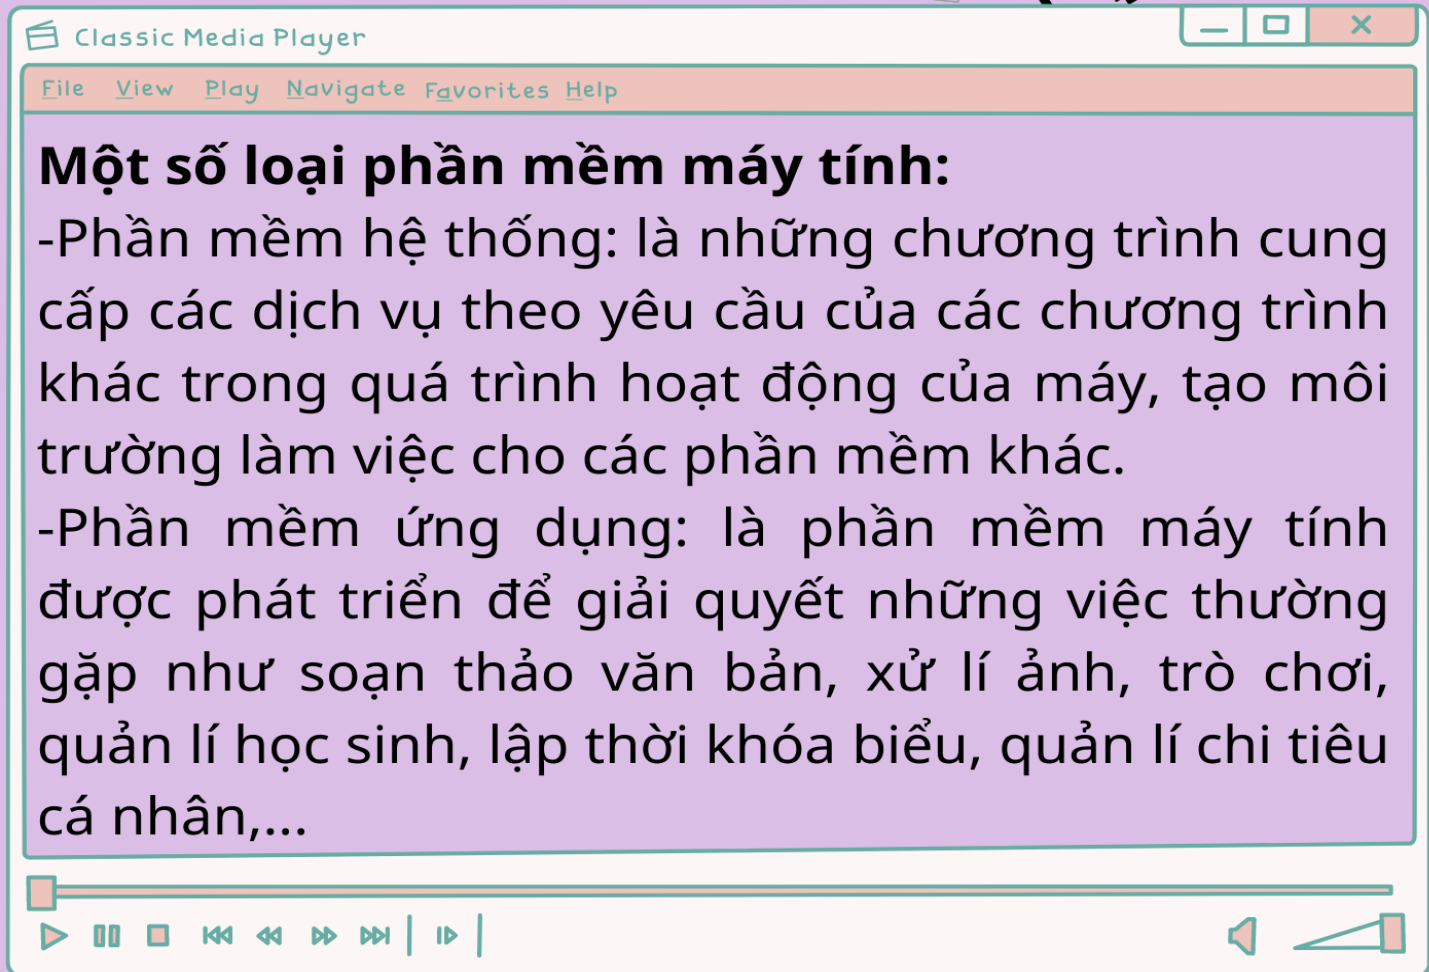 Classic Media Player
File View Play Navigate Favorites Help
Một số loại phần mềm máy tính:
-Phần mềm hệ thống: là những chương trình cung
cấp các dịch vụ theo yêu cầu của các chương trình
khác trong quá trình hoạt động của máy, tạo môi
trường làm việc cho các phần mềm khác.
-Phần mềm ứng dụng: là phần mềm máy tính
được phát triển để giải quyết những việc thường
gặp như soạn thảo văn bản, xử lí ảnh, trò chơi,
quản lí học sinh, lập thời khóa biểu, quản lí chi tiêu
cá nhân,...